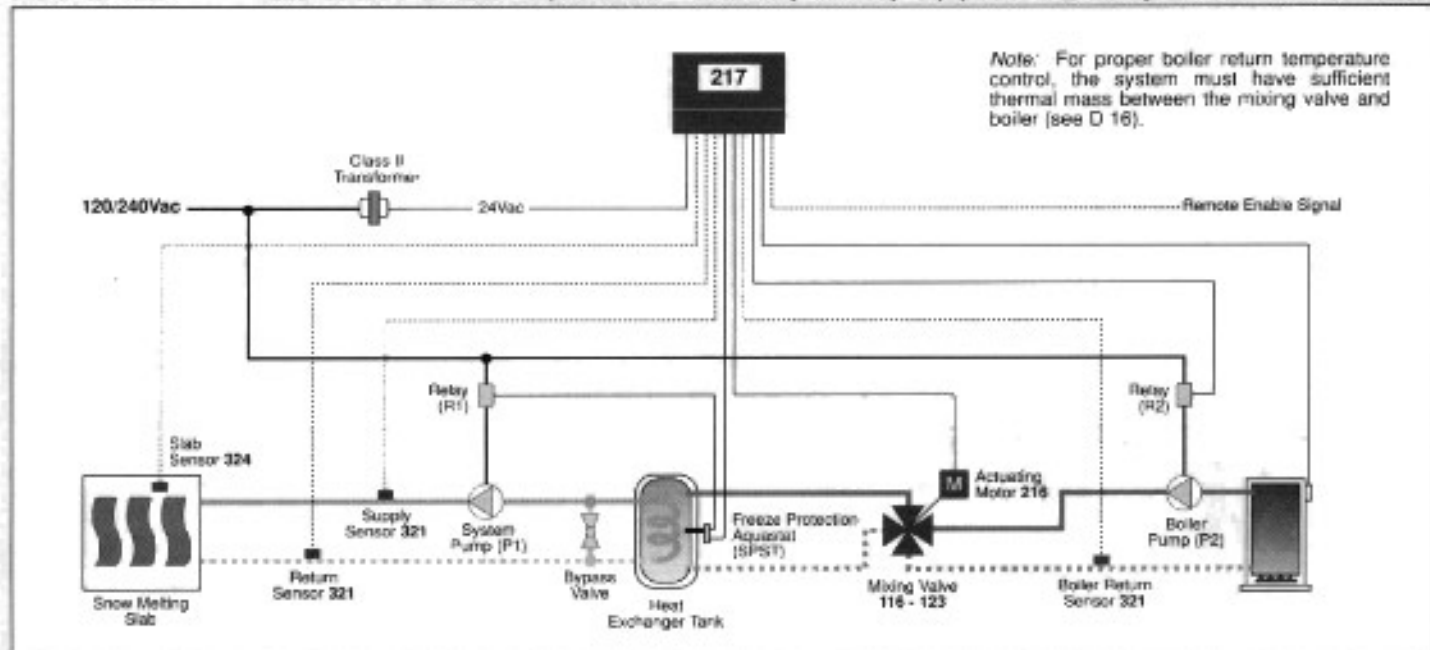 217
Note: For proper boiler return temperature
control, the system must have sufficient
thermal mass between the mixing valve and
boiler (see D 16).
Class II
Transformer
120/240Vac
24Vac
Remote Enable Signal
Relay
(R1)
Relay
(R2)
Slab
Sensor 324
M
Actuating
Motor 216
Supply
Sensor 321
System
Pump (P1)
Freeze Protection
Aquastat
(SPST)
Boiler
Pump (P2)
Return
Sensor 321
Bypass
Valve
Mixing Valve
116 - 123
Boiler Return
Sensor 321
Snow Melting
Slab
Heat
Exchanger Tank